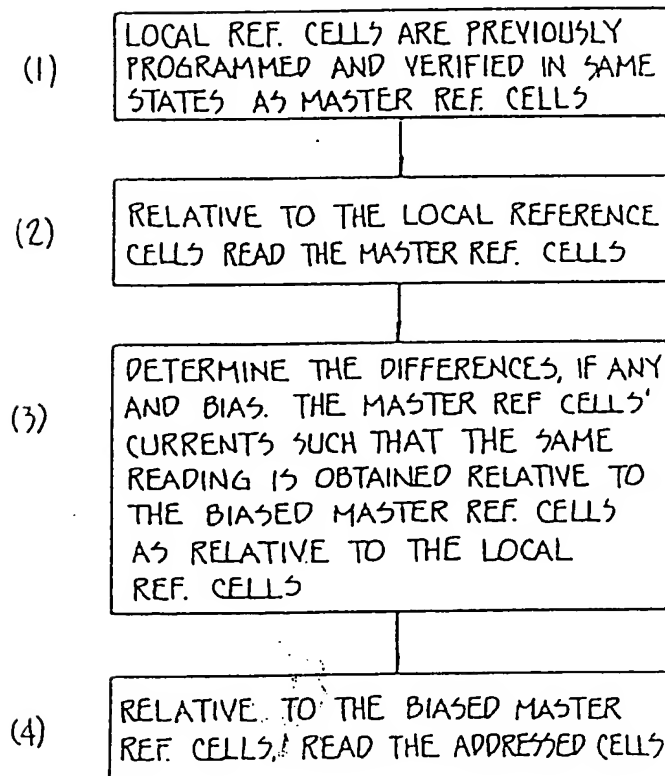 (1)
LOCAL REF. CELLS ARE PREVIOUSLY
PROGRAMMED AND VERIFIED IN SAME
STATES AS MASTER REF. CELLS
(2)
RELATIVE TO THE LOCAL REFERENCE
CELLS READ THE MASTER REF. CELLS
(3)
DETERMINE THE DIFFERENCES, IF ANY
AND BIAS. THE MASTER REF CELLS'
CURRENTS SUCH THAT THE SAME
READING IS OBTAINED RELATIVE TO
THE BIASED MASTER REF. CELLS
AS RELATIVE TO THE LOCAL
REF. CELLS
(4)
RELATIVE TO THE BIASED MASTER
REF. CELLS, READ THE ADDRESSED CELLS